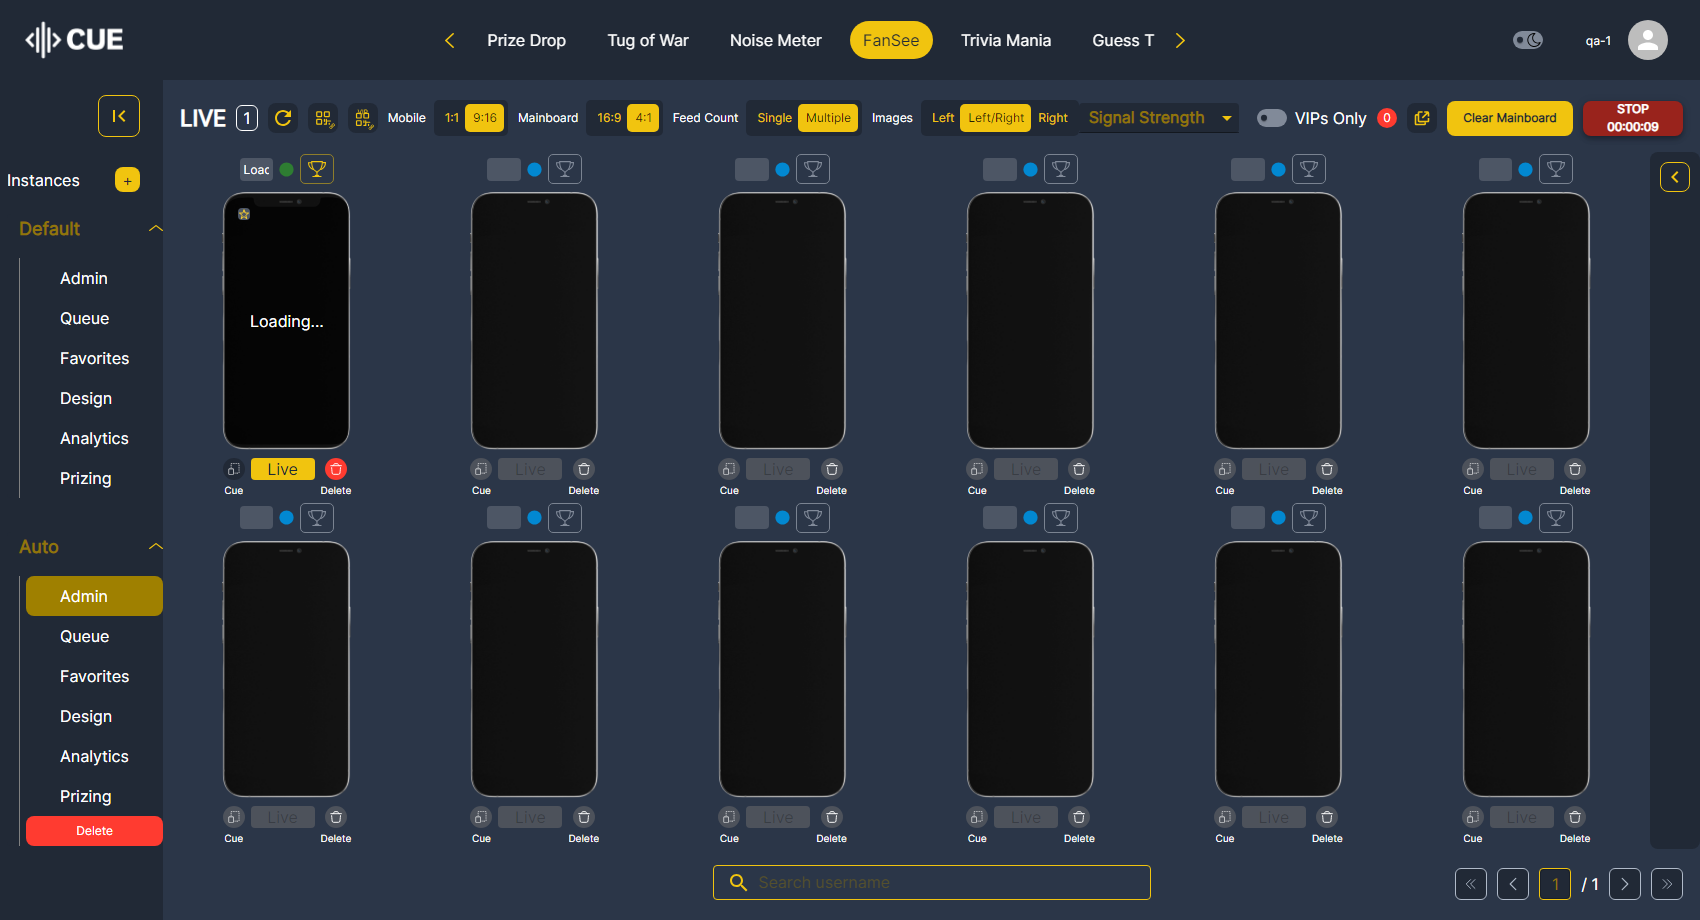 CUE
Prize Drop
Tug of War
Noise Meter
FanSee
Trivia Mania
Guess T
qa-1
LIVE 1
Mobile 1:1 9:16
Mainboard 16:9 4:1
Feed Count Single Multiple
Images Left Left/Right Right
Signal Strength
VIPs Only 0
Clear Mainboard
STOP
00:00:09
Instances +
Default
Admin
Queue
Favorites
Design
Analytics
Prizing
Auto
Admin
Queue
Favorites
Design
Analytics
Prizing
Delete
Loac
Loading...
Live Live Live Live Live Live
Cue Delete Cue Delete Cue Delete Cue Delete Cue Delete Cue Delete
Live Live Live Live Live Live
Cue Delete Cue Delete Cue Delete Cue Delete Cue Delete Cue Delete
Search username
1 / 1